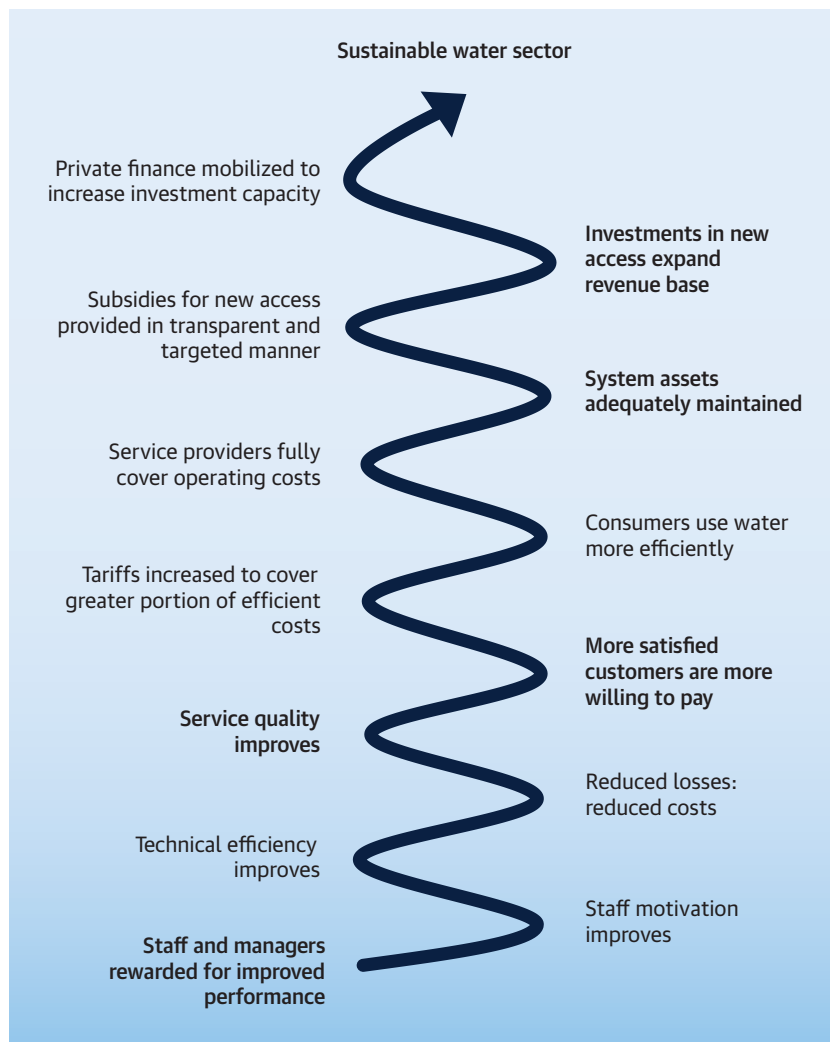 Sustainable water sector
Private finance mobilized to
increase investment capacity
Investments in new
access expand
revenue base
Subsidies for new access
provided in transparent and
targeted manner
System assets
adequately maintained
Service providers fully
cover operating costs
Consumers use water
more efficiently
Tariffs increased to cover
greater portion of efficient
costs
More satisfied
customers are more
willing to pay
Service quality
improves
Reduced losses:
reduced costs
Technical efficiency
improves
Staff motivation
improves
Staff and managers
rewarded for improved
performance